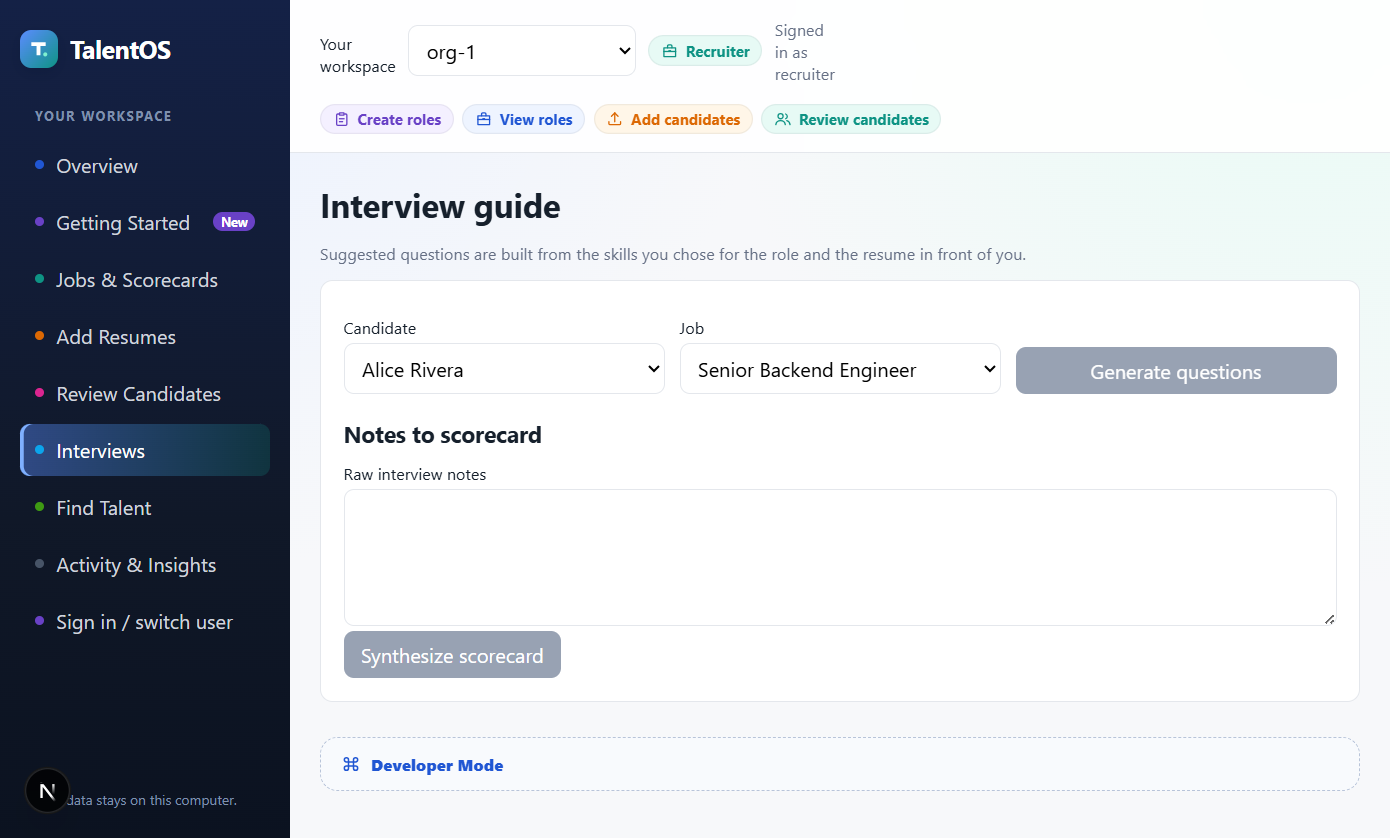 T.
TalentOS
YOUR WORKSPACE
Overview
Getting Started New
Jobs & Scorecards
Add Resumes
Review Candidates
Interviews
Find Talent
Activity & Insights
Sign in / switch user
N
data stays on this computer.
Your
workspace
org-1
Recruiter
Signed
in as
recruiter
Create roles
View roles
Add candidates
Review candidates
Interview guide
Suggested questions are built from the skills you chose for the role and the resume in front of you.
Candidate
Alice Rivera
Job
Senior Backend Engineer
Generate questions
Notes to scorecard
Raw interview notes
Synthesize scorecard
Developer Mode